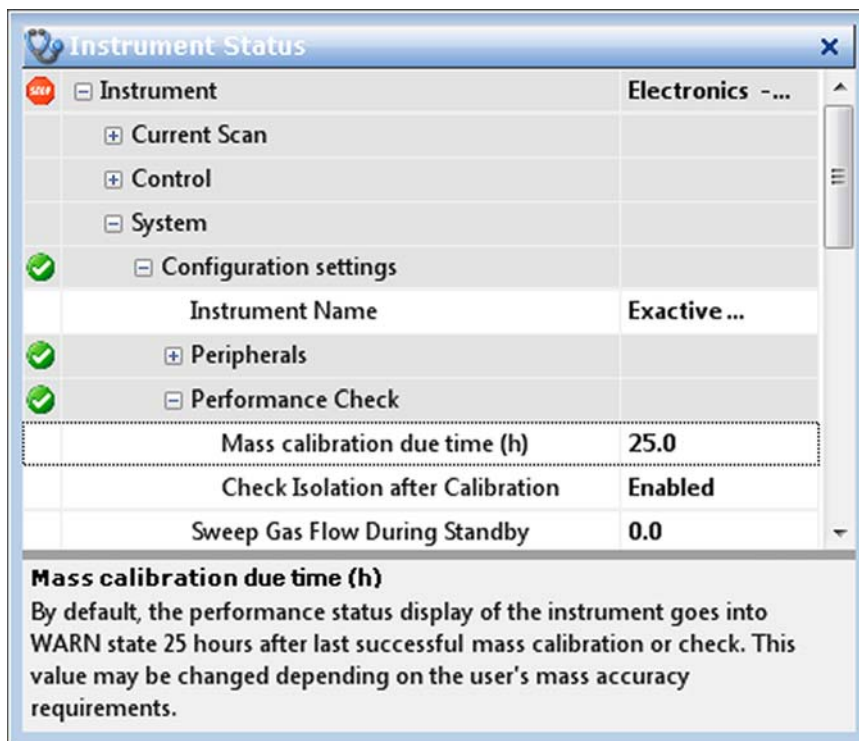 Instrument Status
Instrument Electronics -...
Current Scan
Control
System
Configuration settings
Instrument Name Exactive ...
Peripherals
Performance Check
Mass calibration due time (h) 25.0
Check Isolation after Calibration Enabled
Sweep Gas Flow During Standby 0.0
Mass calibration due time (h)
By default, the performance status display of the instrument goes into
WARN state 25 hours after last successful mass calibration or check. This
value may be changed depending on the user's mass accuracy
requirements.